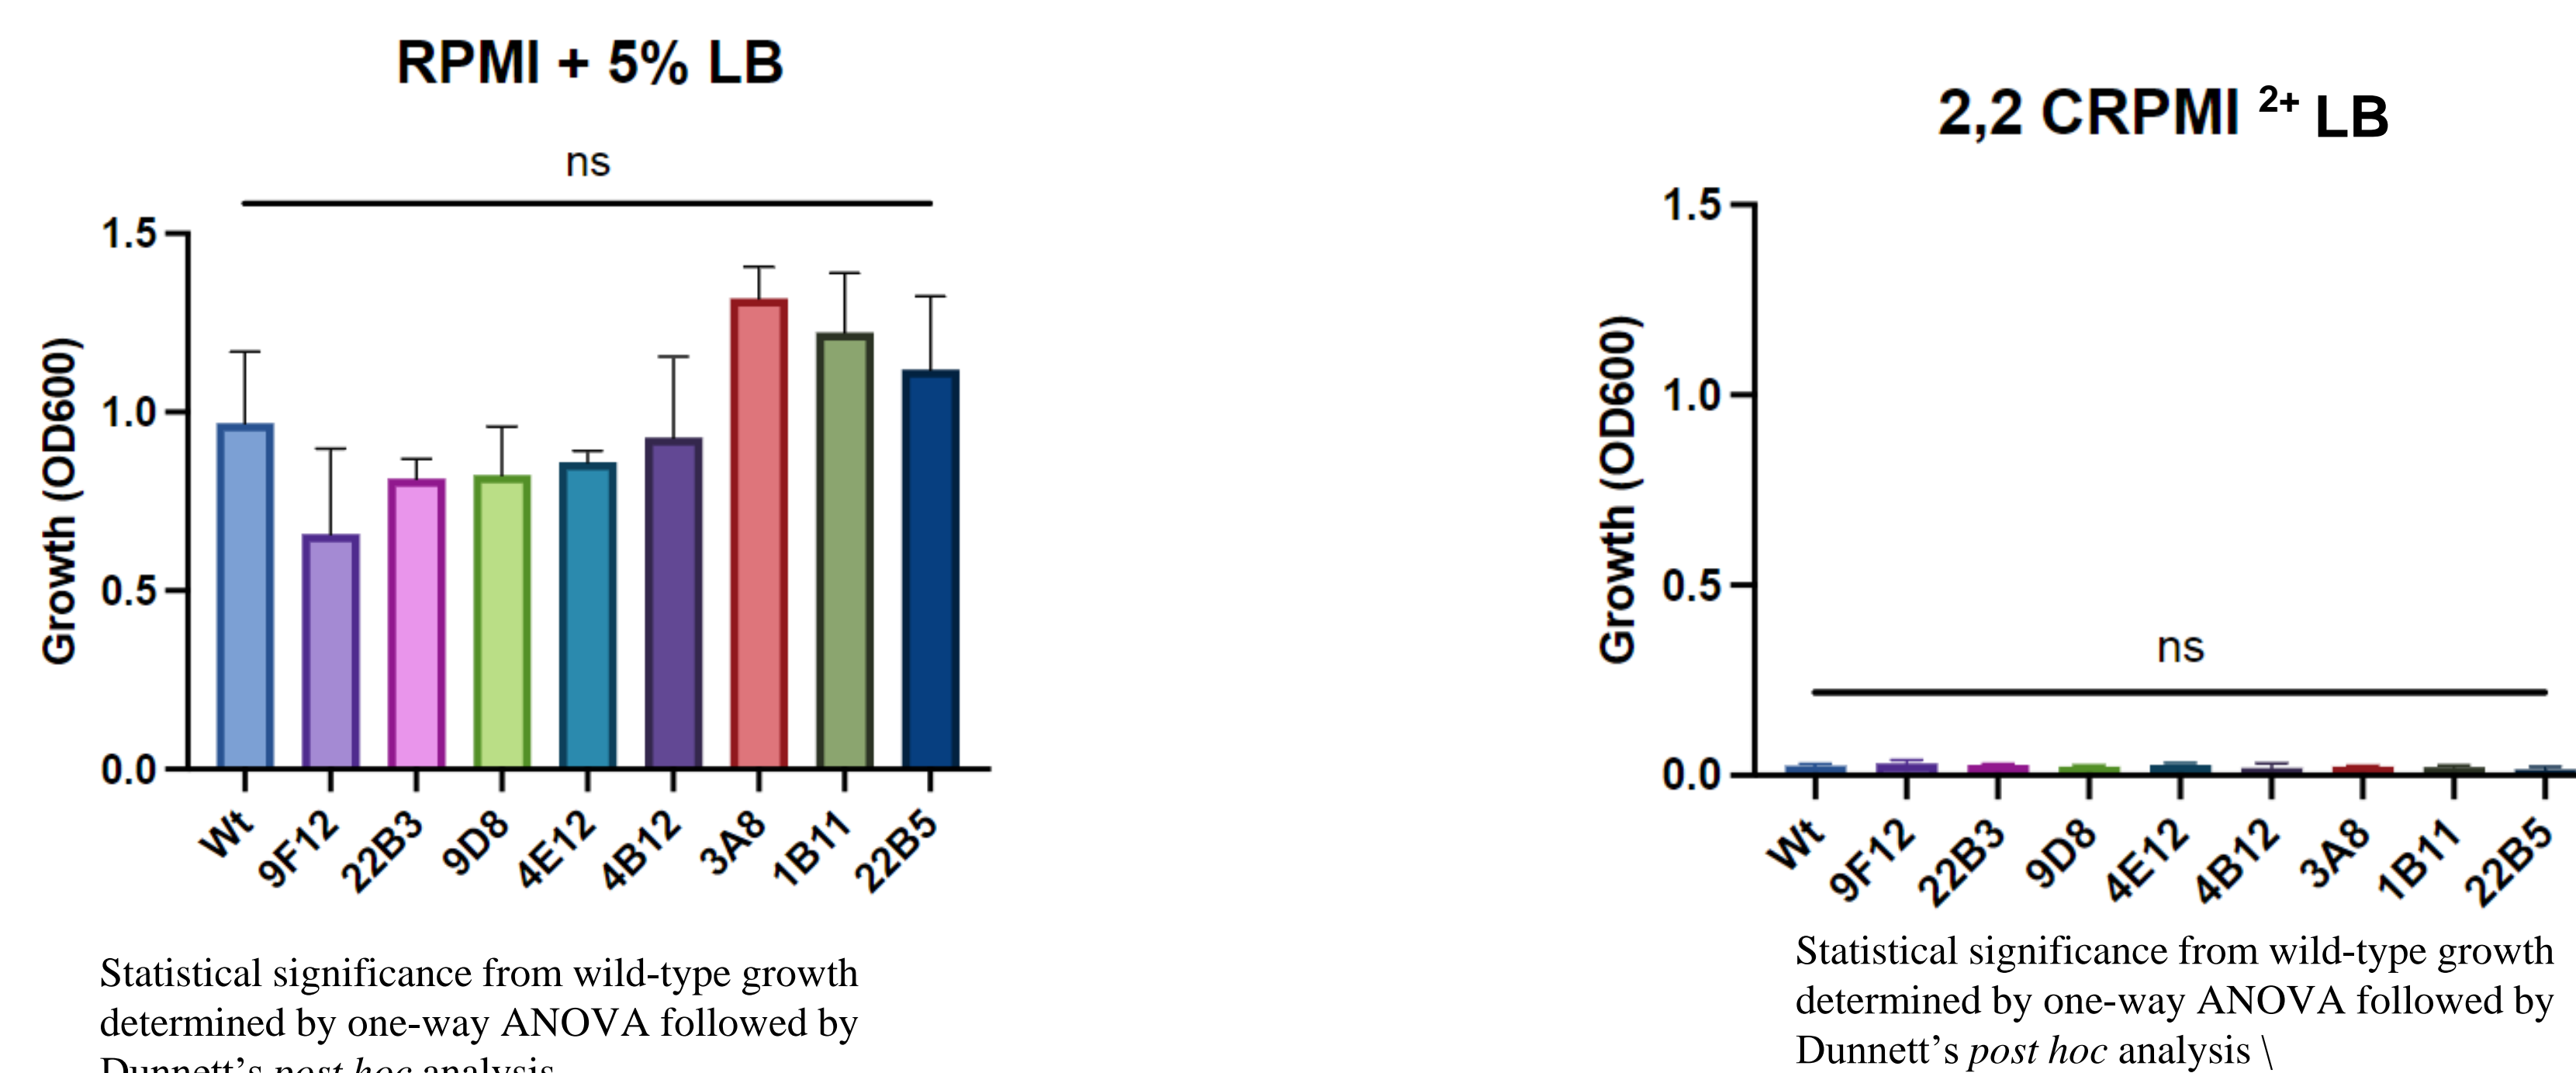 RPMI + 5% LB
ns
1.5
1.0
0.5
0.0
Growth (OD600)
Wt
9F12
22B3
9D8
4E12
4B12
3A8
1B11
22B5
Statistical significance from wild-type growth
determined by one-way ANOVA followed by
Dunnett’s post hoc analysis
2,2 CRPMI 2+ LB
1.5
1.0
0.5
0.0
Growth (OD600)
ns
Wt
9F12
22B3
9D8
4E12
4B12
3A8
1B11
22B5
Statistical significance from wild-type growth
determined by one-way ANOVA followed by
Dunnett’s post hoc analysis \